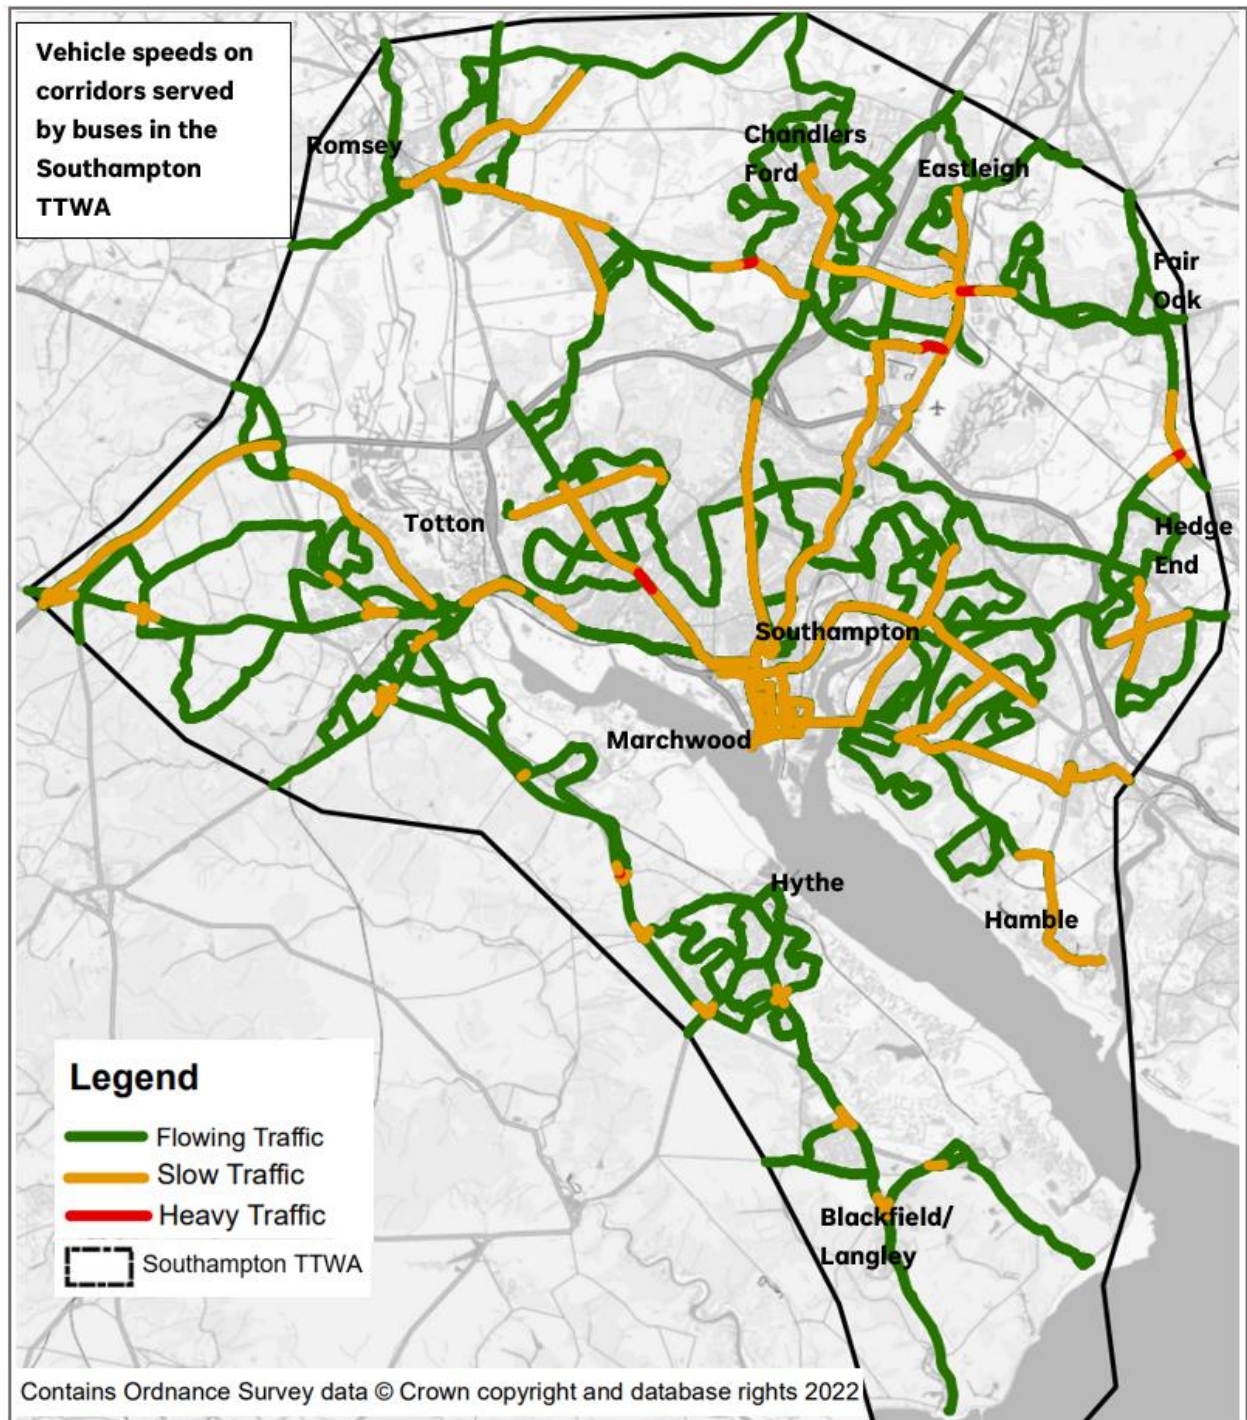 Vehicle speeds on
corridors served
by buses in the
Southampton
TTWA
Romsey
Chandlers
Ford
Eastleigh
Fair
Oak
Totton
Hedge
End
Southampton
Marchwood
Hythe
Hamble
Blackfield/
Langley
Legend
Flowing Traffic
Slow Traffic
Heavy Traffic
Southampton TTWA
Contains Ordnance Survey data © Crown copyright and database rights 2022